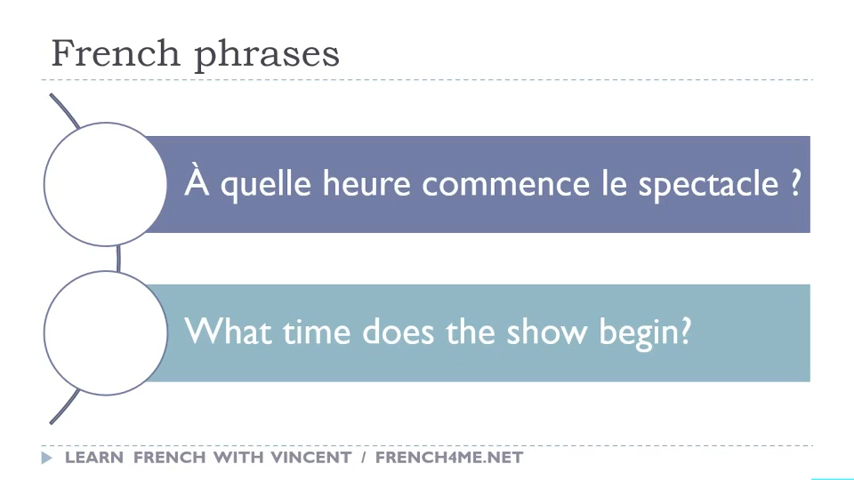 French phrases
À quelle heure commence le spectacle ?
What time does the show begin?
LEARN FRENCH WITH VINCENT / FRENCH4ME.NET